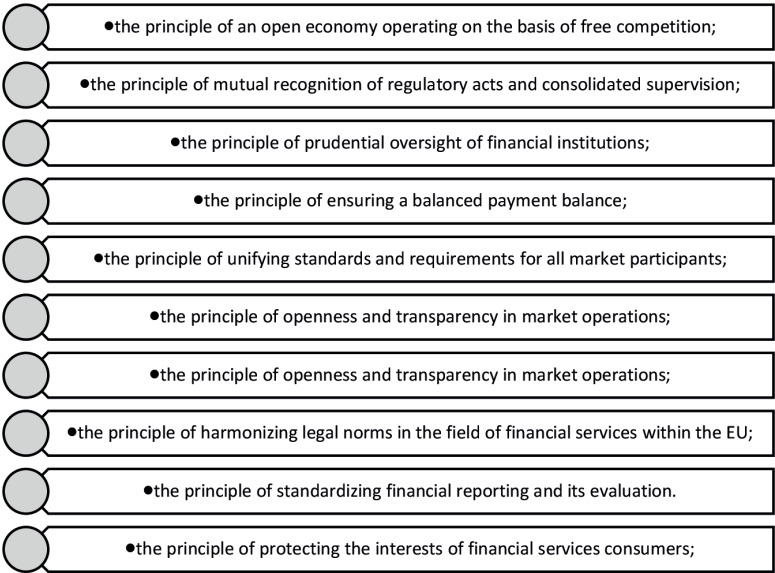 •the principle of an open economy operating on the basis of free competition;
•the principle of mutual recognition of regulatory acts and consolidated supervision;
•the principle of prudential oversight of financial institutions;
•the principle of ensuring a balanced payment balance;
•the principle of unifying standards and requirements for all market participants;
•the principle of openness and transparency in market operations;
•the principle of openness and transparency in market operations;
•the principle of harmonizing legal norms in the field of financial services within the EU;
•the principle of standardizing financial reporting and its evaluation.
•the principle of protecting the interests of financial services consumers;